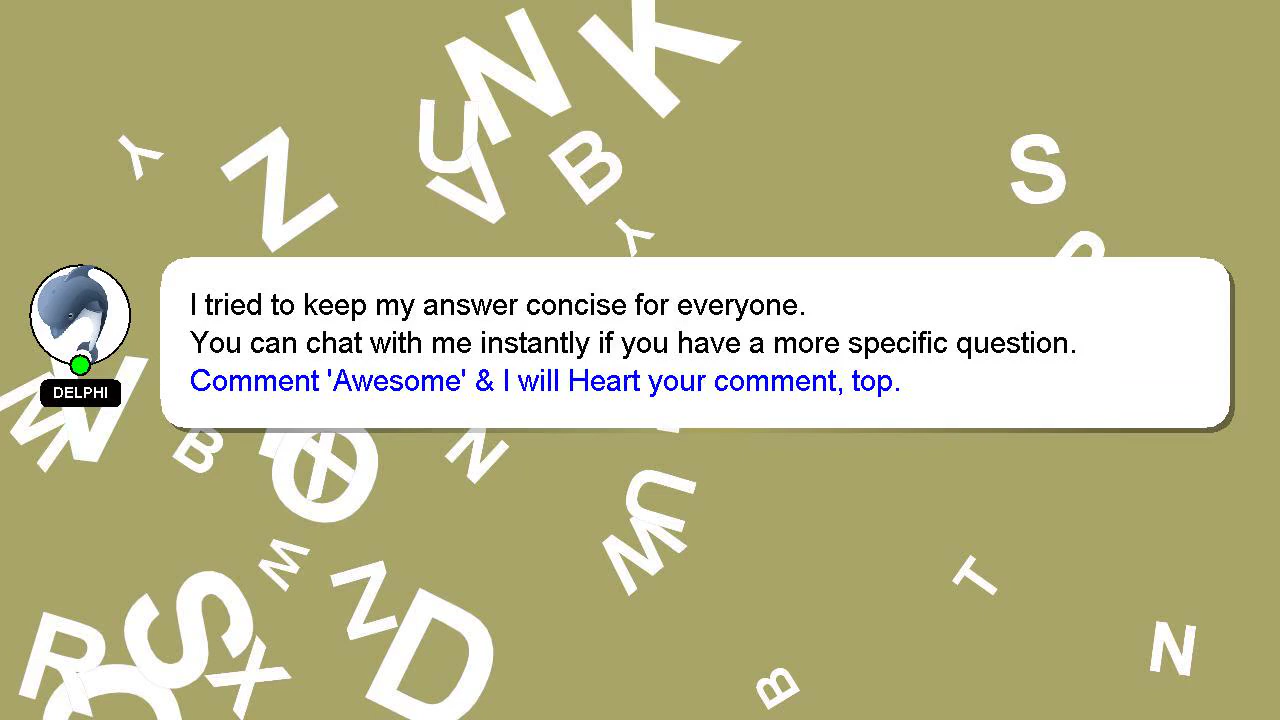 I tried to keep my answer concise for everyone.
You can chat with me instantly if you have a more specific question.
Comment 'Awesome' & I will Heart your comment, top.
DELPHI
Y
Z
U
N
V
K
B
Y
S
W
W
B
O
X
N
U
W
W
N
D
S
R
X
O
B
T
N